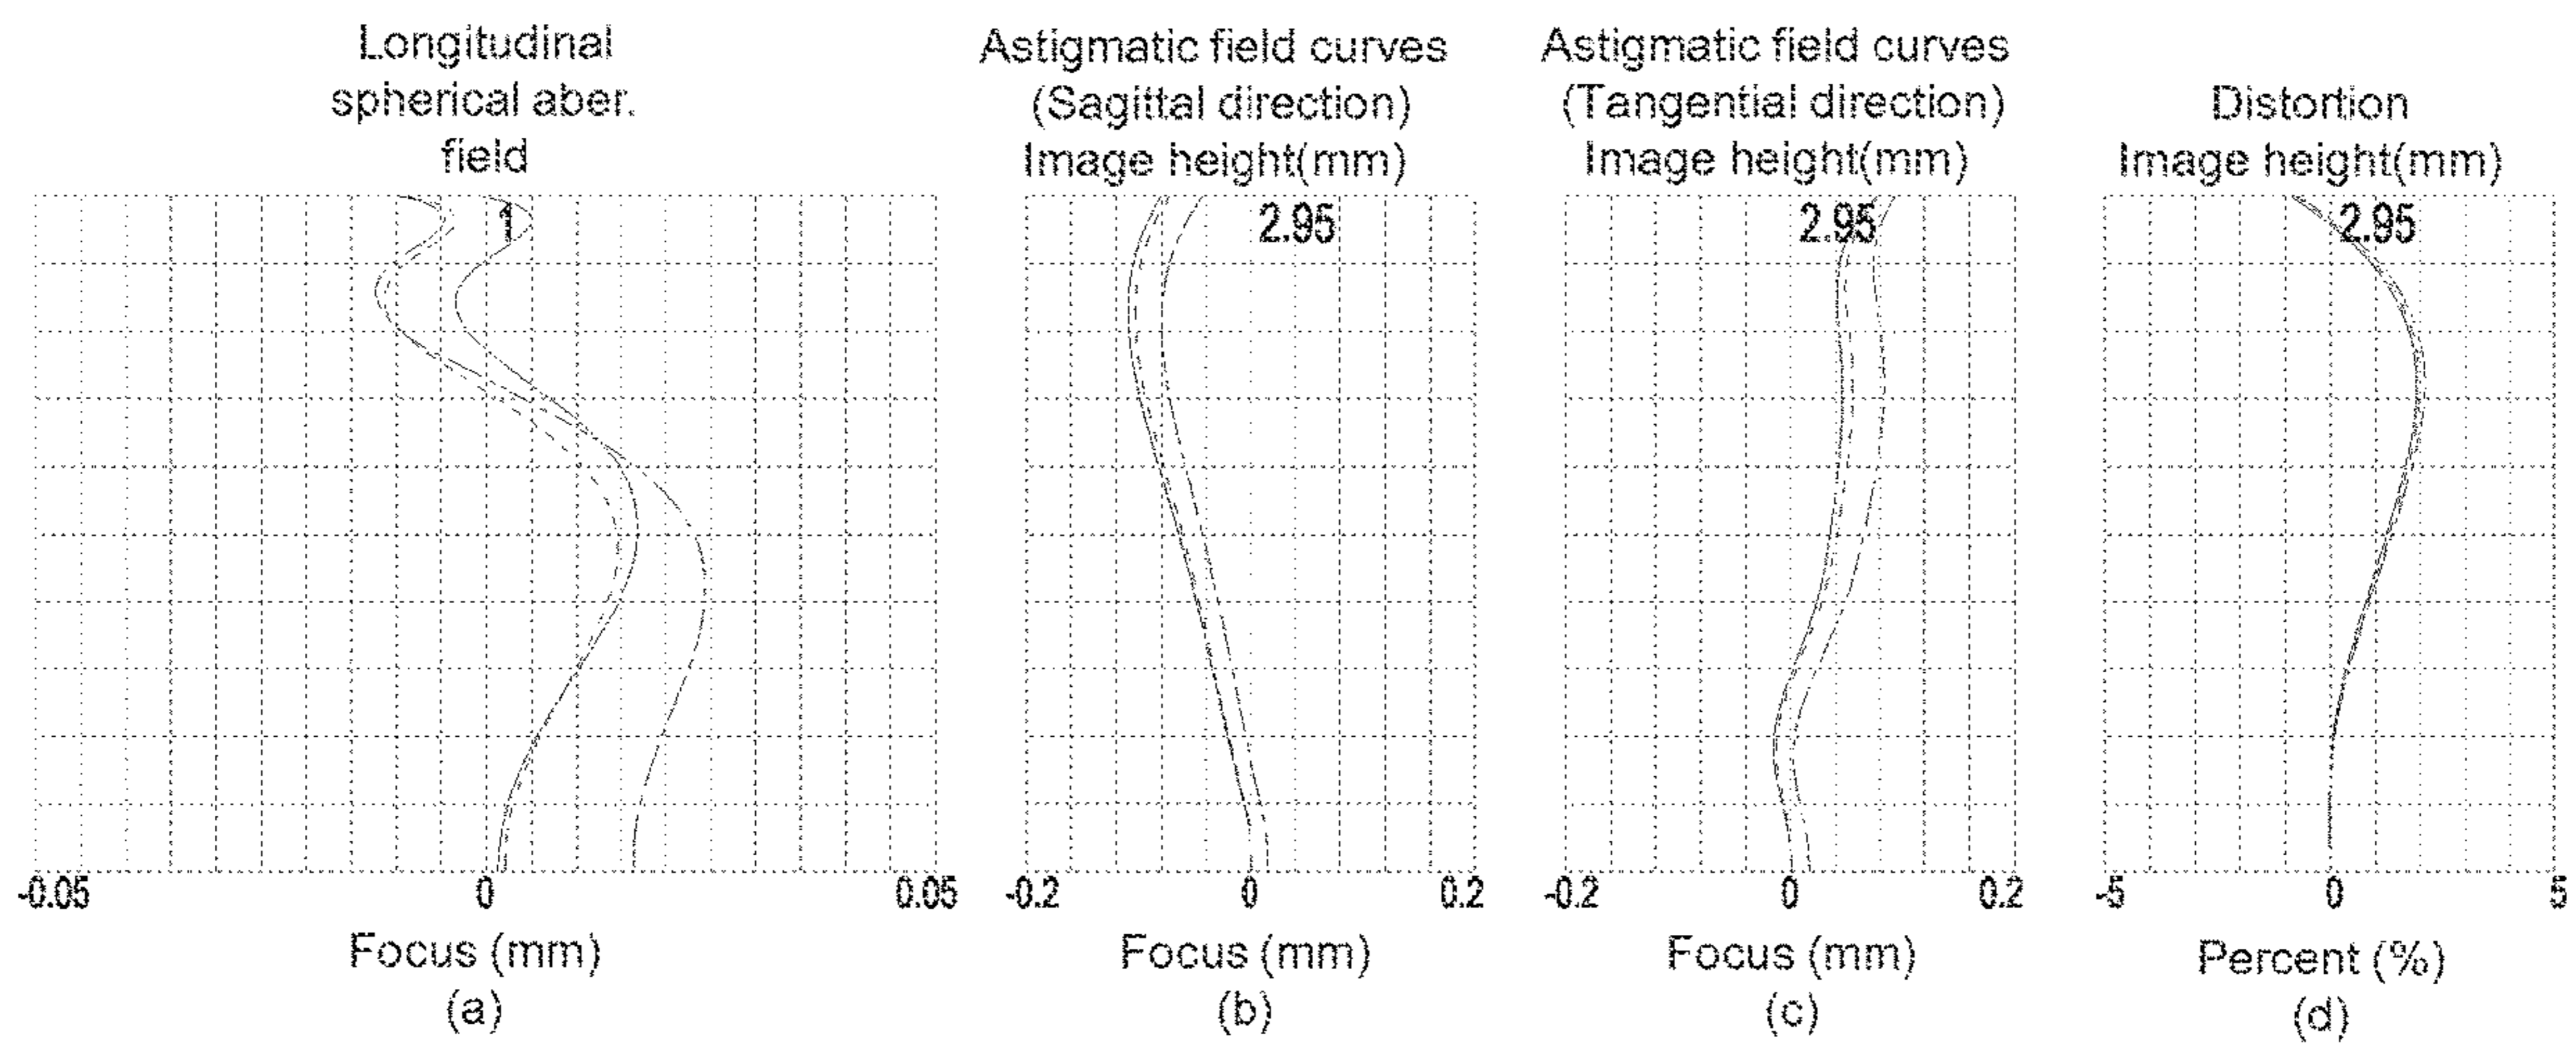 Longitudinal
spherical aber.
field
1
-0.05 0 0.05
Focus (mm)
(a)
Astigmatic field curves
(Sagittal direction)
Image height(mm)
2.95
-0.2 0 0.2
Focus (mm)
(b)
Astigmatic field curves
(Tangential direction)
Image height(mm)
2.95
-0.2 0 0.2
Focus (mm)
(c)
Distortion
Image height(mm)
2.95
-5 0 5
Percent (%)
(d)